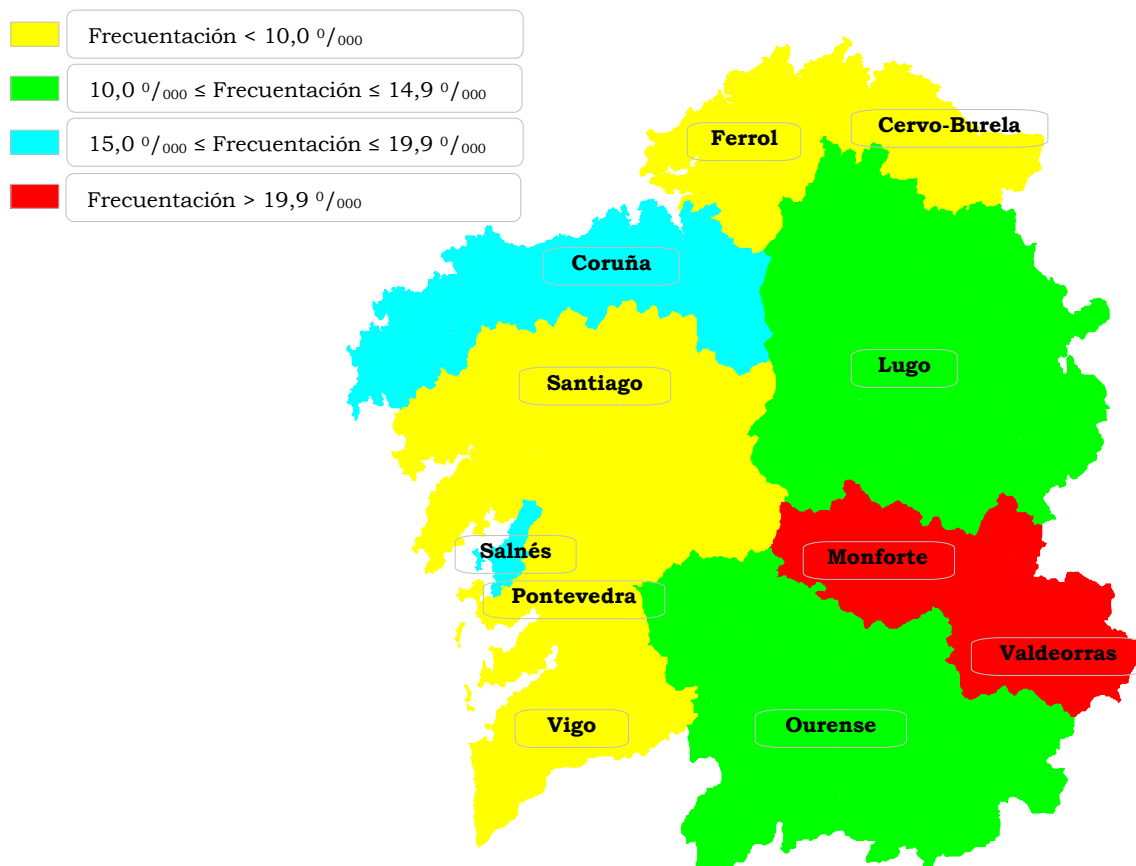 Frecuentación < 10,0 ⁰/₀₀₀
10,0 ⁰/₀₀₀ ≤ Frecuentación ≤ 14,9 ⁰/₀₀₀
15,0 ⁰/₀₀₀ ≤ Frecuentación ≤ 19,9 ⁰/₀₀₀
Frecuentación > 19,9 ⁰/₀₀₀
Cervo-Burela
Ferrol
Coruña
Lugo
Santiago
Salnés
Monforte
Pontevedra
Valdeorras
Vigo
Ourense